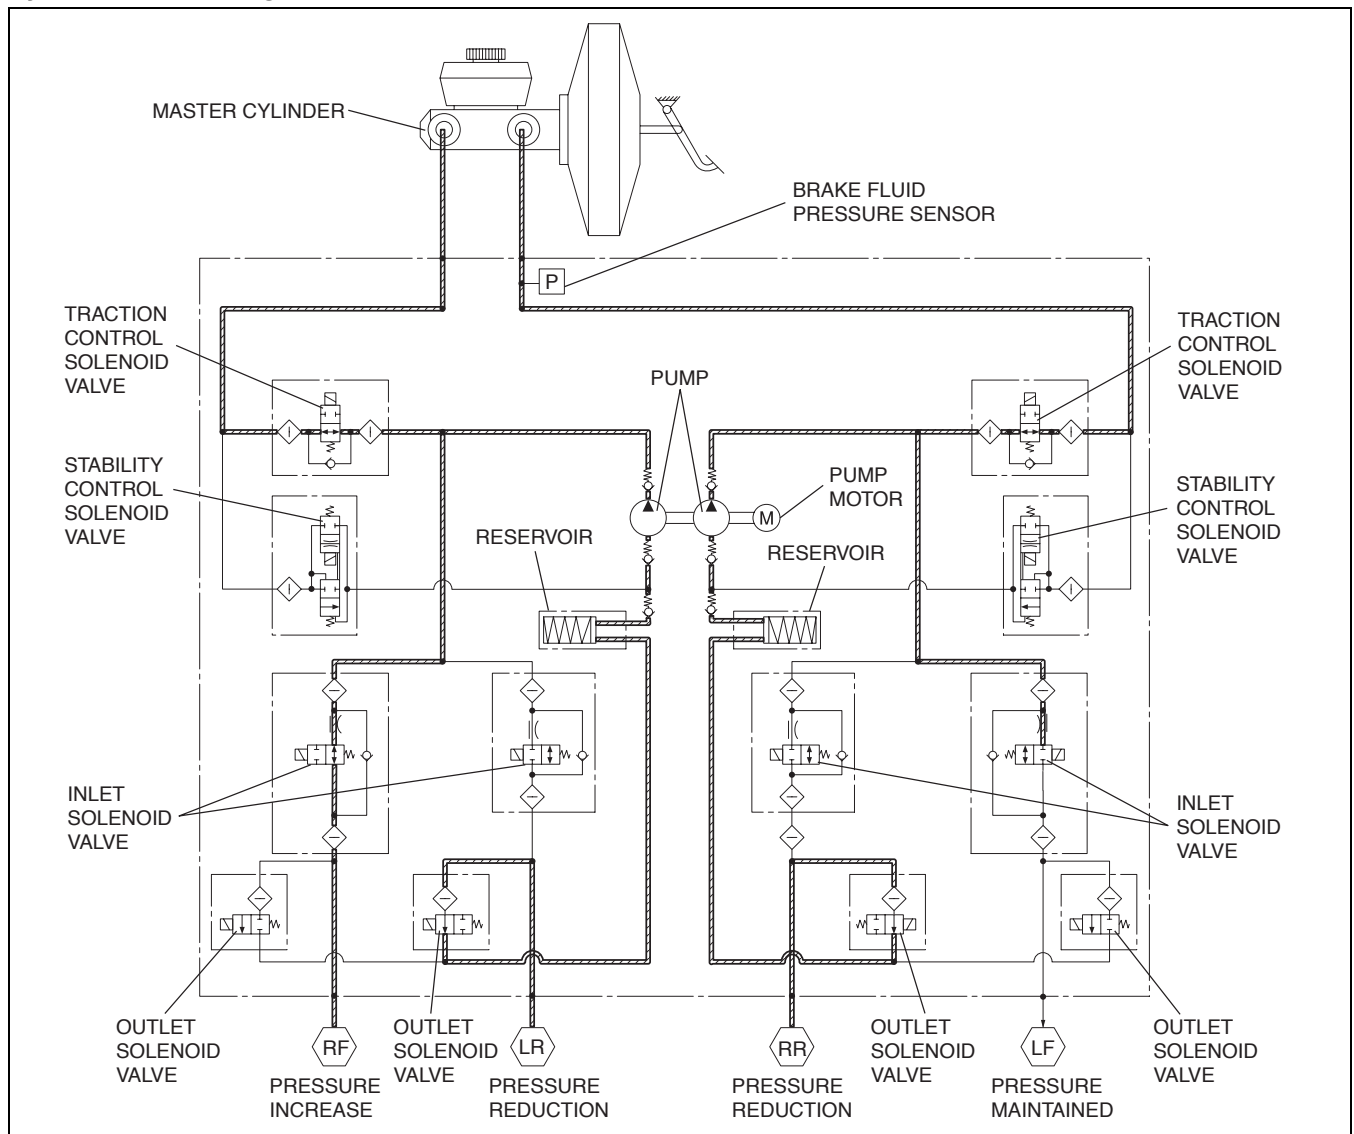 MASTER CYLINDER
BRAKE FLUID
PRESSURE SENSOR
P
TRACTION
CONTROL
SOLENOID
VALVE
TRACTION
CONTROL
SOLENOID
VALVE
PUMP
STABILITY
CONTROL
SOLENOID
VALVE
PUMP
MOTOR
M
STABILITY
CONTROL
SOLENOID
VALVE
RESERVOIR
RESERVOIR
INLET
SOLENOID
VALVE
INLET
SOLENOID
VALVE
OUTLET
SOLENOID
VALVE
RF
PRESSURE
INCREASE
OUTLET
SOLENOID
VALVE
LR
PRESSURE
REDUCTION
RR
PRESSURE
REDUCTION
OUTLET
SOLENOID
VALVE
LF
PRESSURE
MAINTAINED
OUTLET
SOLENOID
VALVE